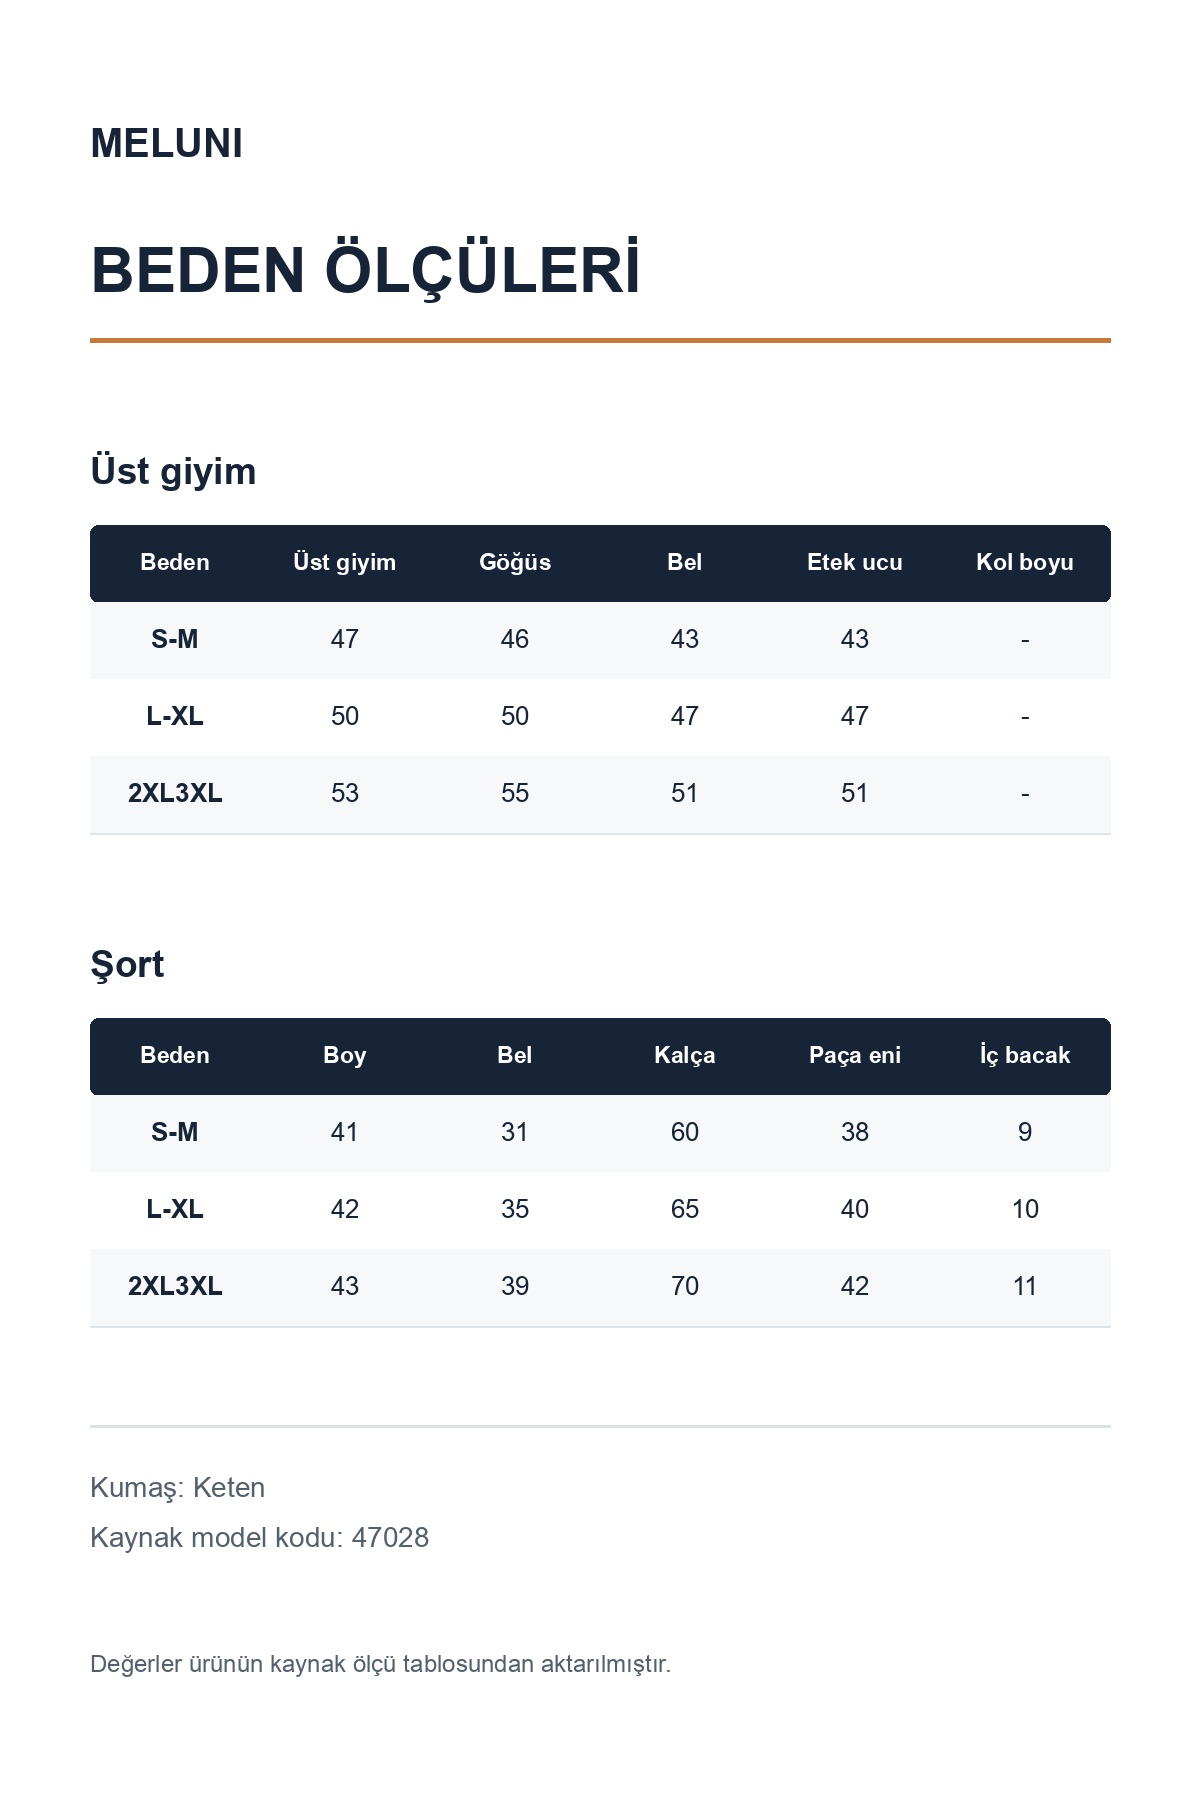 MELUNI
BEDEN ÖLÇÜLERİ
Üst giyim
Beden Üst giyim Göğüs Bel Etek ucu Kol boyu
S-M 47 46 43 43 -
L-XL 50 50 47 47 -
2XL3XL 53 55 51 51 -
Şort
Beden Boy Bel Kalça Paça eni İç bacak
S-M 41 31 60 38 9
L-XL 42 35 65 40 10
2XL3XL 43 39 70 42 11
Kumaş: Keten
Kaynak model kodu: 47028
Değerler ürünün kaynak ölçü tablosundan aktarılmıştır.